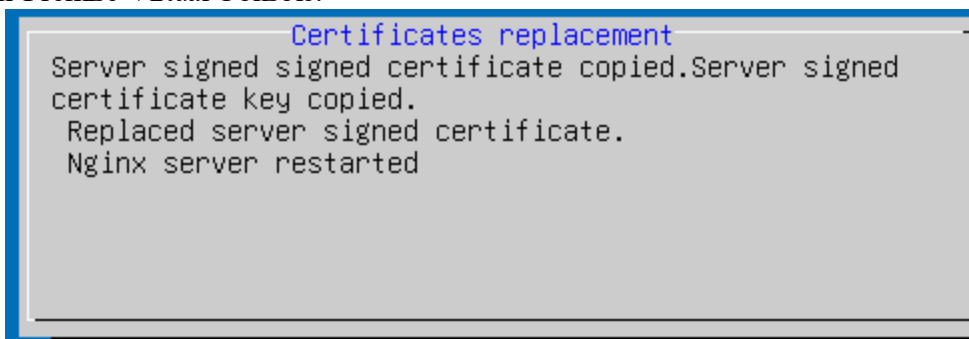 Certificates replacement
Server signed signed certificate copied.Server signed
certificate key copied.
Replaced server signed certificate.
Nginx server restarted